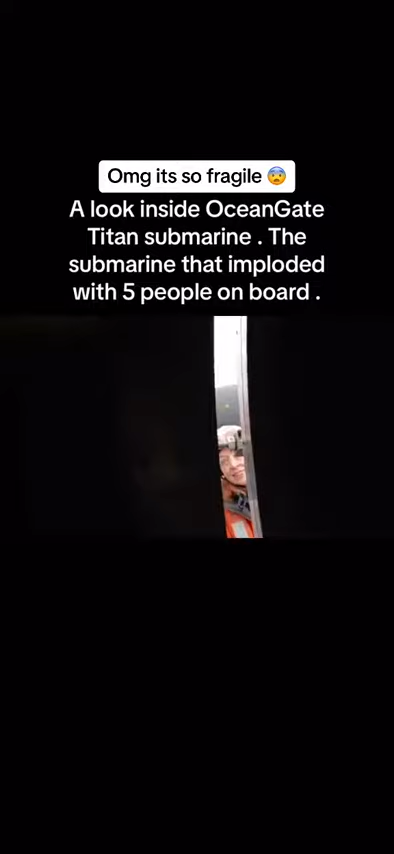 Omg its so fragile 😨
A look inside OceanGate
Titan submarine . The
submarine that imploded
with 5 people on board .